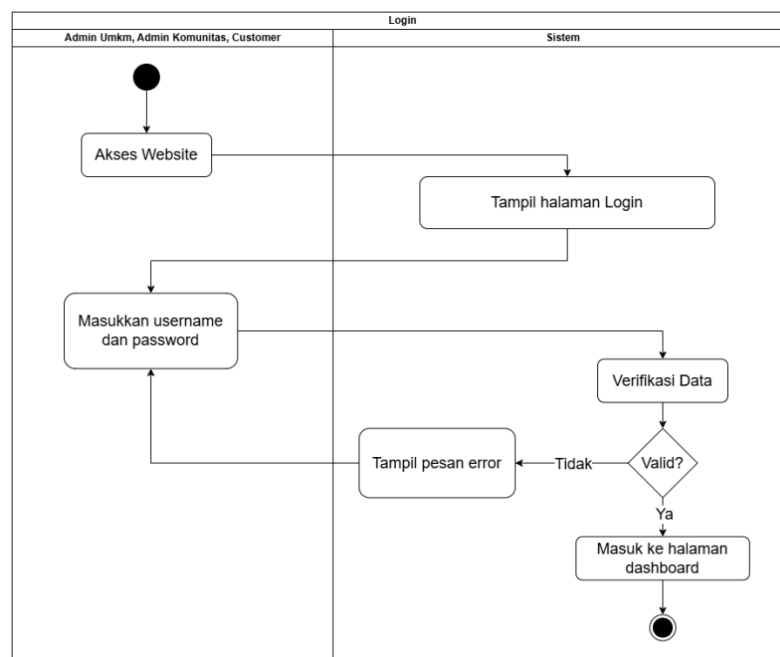 Login
Admin Umkm, Admin Komunitas, Customer
Sistem
Akses Website
Tampil halaman Login
Masukkan username
dan password
Verifikasi Data
Valid?
Tidak
Tampil pesan error
Ya
Masuk ke halaman
dashboard